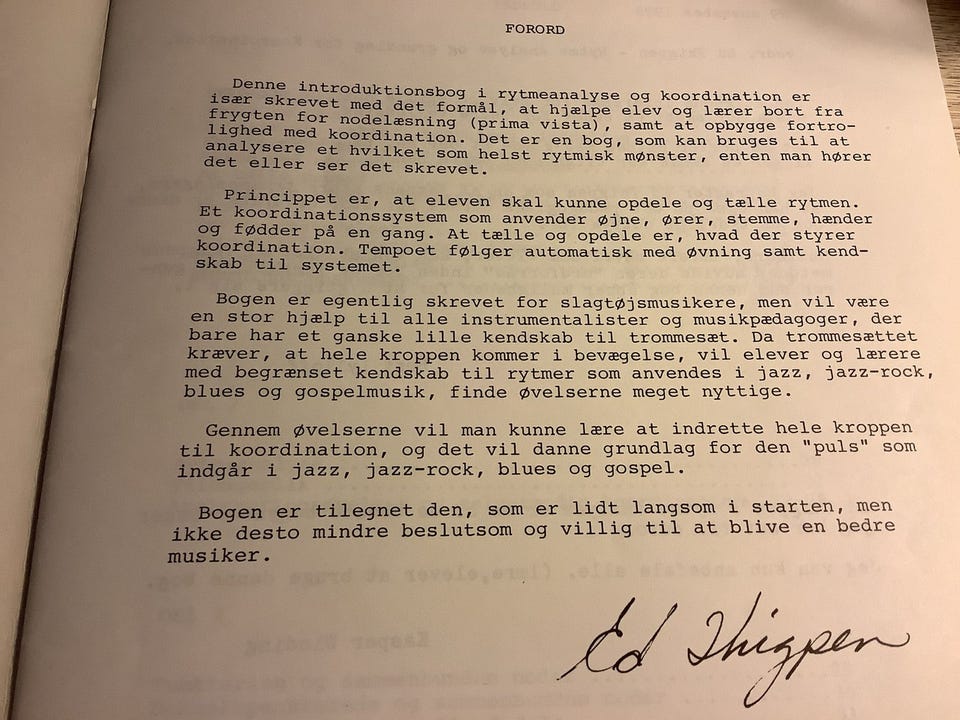 FORORD
Denne introduktionsbog i rytmeanalyse og koordination er
især skrevet med det formål, at hjælpe elev og lærer bort fra
frygten for nodelæsning (prima vista), samt at opbygge fortro-
lighed med koordination. Det er en bog, som kan bruges til at
analysere et hvilket som helst rytmisk mønster, enten man hører
det eller ser det skrevet.
Princippet er, at eleven skal kunne opdele og tælle rytmen.
Et koordinationssystem som anvender øjne, ører, stemme, hænder
og fødder på en gang. At tælle og opdele er, hvad der styrer
koordination. Tempoet følger automatisk med øvning samt kend-
skab til systemet.
Bogen er egentlig skrevet for slagtøjsmusikere, men vil være
en stor hjælp til alle instrumentalister og musikpædagoger, der
bare har et ganske lille kendskab til trommesæt. Da trommesættet
kræver, at hele kroppen kommer i bevægelse, vil elever og lærere
med begrænset kendskab til rytmer som anvendes i jazz, jazz-rock,
blues og gospelmusik, finde øvelserne meget nyttige.
Gennem øvelserne vil man kunne lære at indrette hele kroppen
til koordination, og det vil danne grundlag for den "puls" som
indgår i jazz, jazz-rock, blues og gospel.
Bogen er tilegnet den, som er lidt langsom i starten, men
ikke desto mindre beslutsom og villig til at blive en bedre
musiker.
Ed Thigpen
Kasper Winding